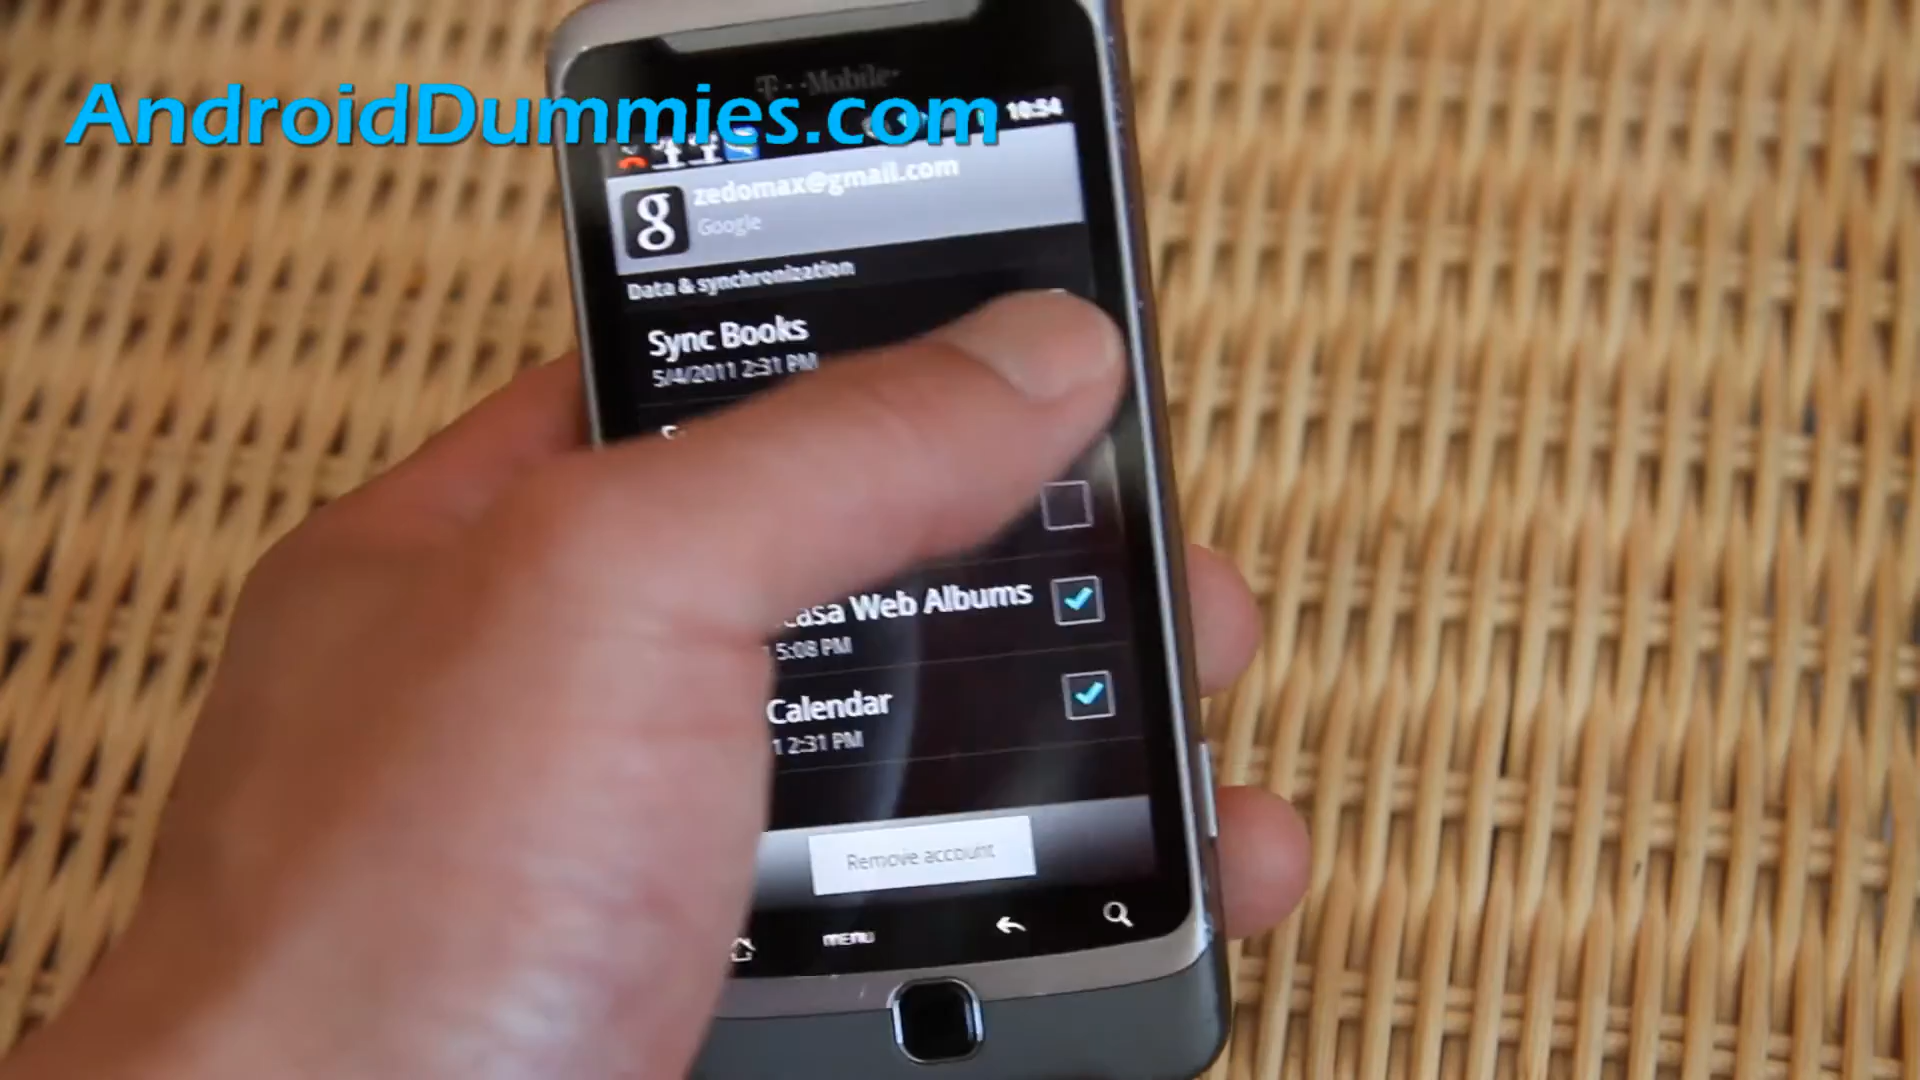 AndroidDummies.com
T··Mobile
10:54
zedomax@gmail.com
g
Google
Data & synchronization
Sync Books
5/4/2011 2:31 PM
Web Albums
5:08 PM
Calendar
2:31 PM
Remove account
menu